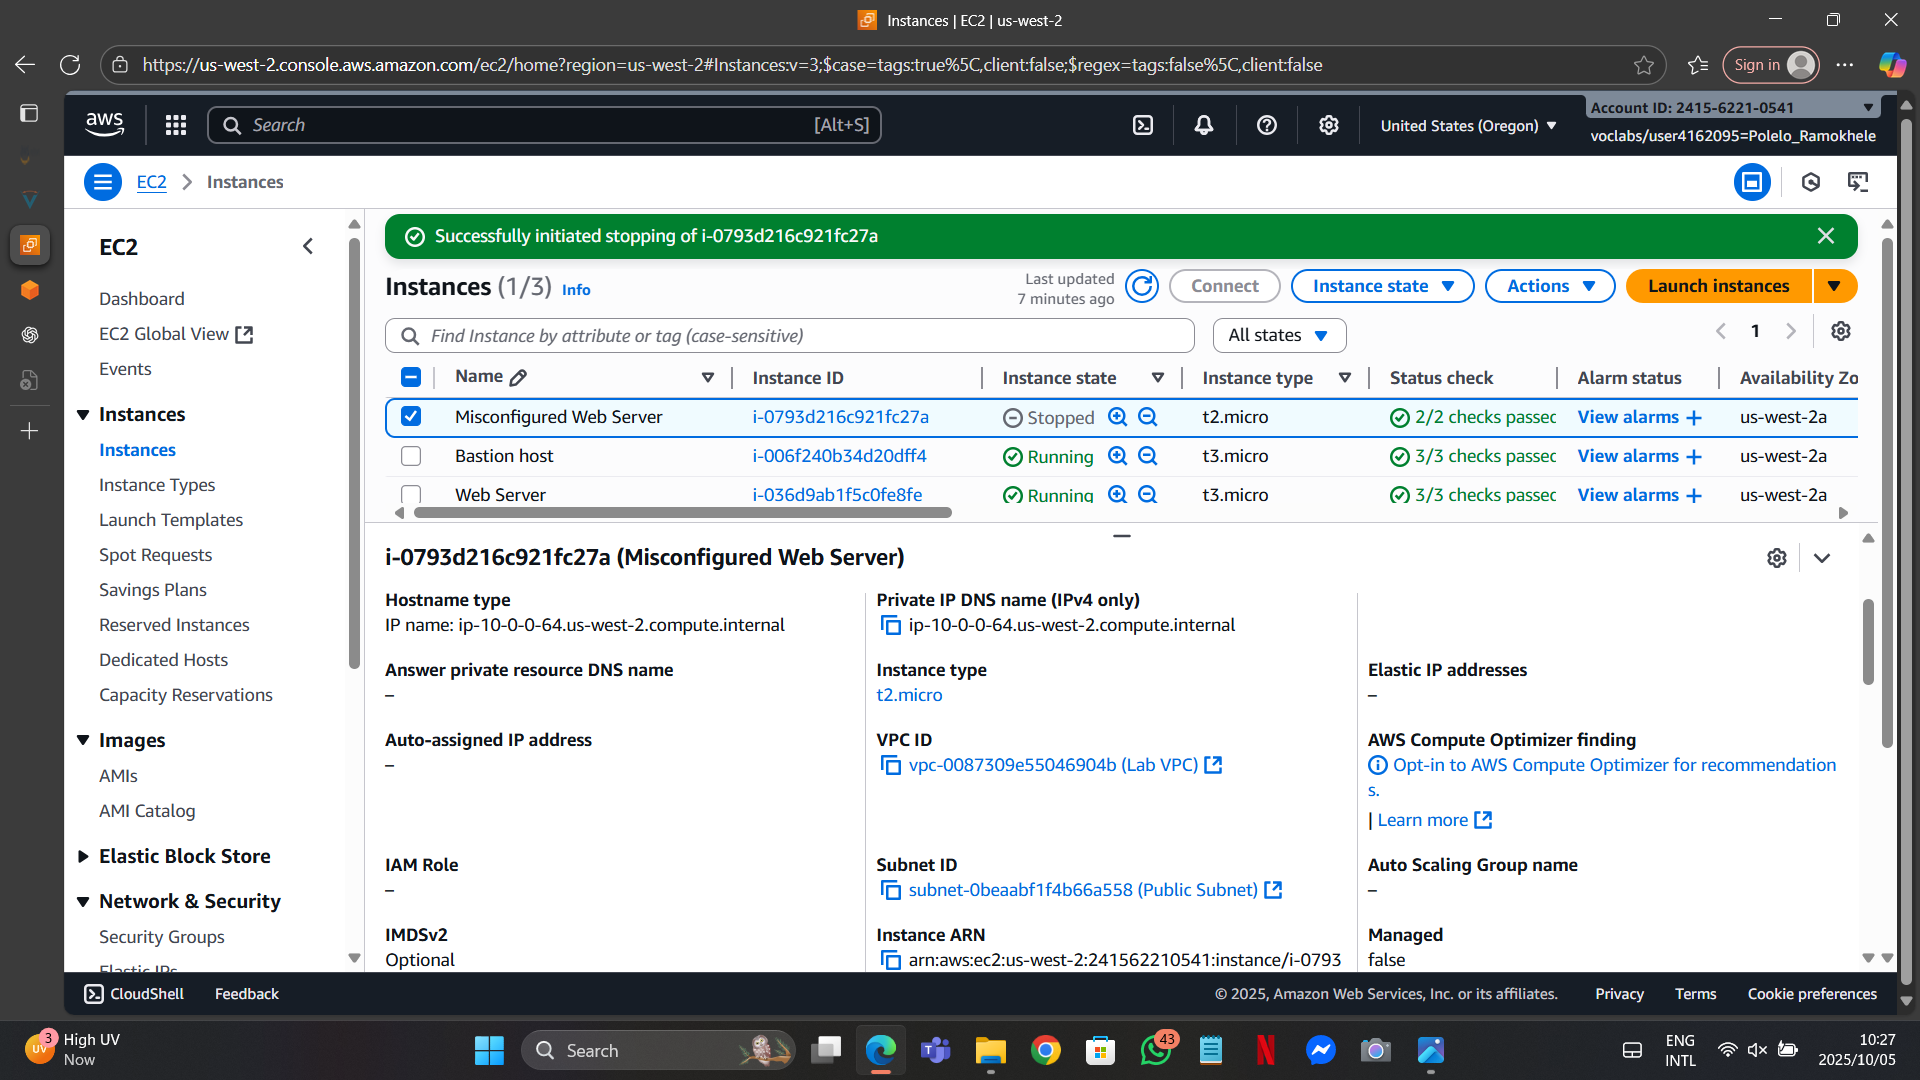 Instances | EC2 | us-west-2
https://us-west-2.console.aws.amazon.com/ec2/home?region=us-west-2#Instances:v=3;$case=tags:true%5C,client:false;$regex=tags:false%5C,client:false
Sign in
aws
Search
[Alt+S]
United States (Oregon)
Account ID: 2415-6221-0541
voclabs/user4162095=Polelo_Ramokhele
EC2
Instances
EC2
Dashboard
EC2 Global View
Events
Instances
Instances
Instance Types
Launch Templates
Spot Requests
Savings Plans
Reserved Instances
Dedicated Hosts
Capacity Reservations
Images
AMIs
AMI Catalog
Elastic Block Store
Network & Security
Security Groups
Elastic IPs
Successfully initiated stopping of i-0793d216c921fc27a
Instances (1/3) Info
Last updated
7 minutes ago
Connect
Instance state
Actions
Launch instances
Find Instance by attribute or tag (case-sensitive)
All states
1
Name Instance ID Instance state Instance type Status check Alarm status Availability Zo
Misconfigured Web Server i-0793d216c921fc27a Stopped t2.micro 2/2 checks passec View alarms + us-west-2a
Bastion host i-006f240b34d20dff4 Running t3.micro 3/3 checks passec View alarms + us-west-2a
Web Server i-036d9ab1f5c0fe8fe Running t3.micro 3/3 checks passec View alarms + us-west-2a
i-0793d216c921fc27a (Misconfigured Web Server)
Hostname type
IP name: ip-10-0-0-64.us-west-2.compute.internal
Private IP DNS name (IPv4 only)
ip-10-0-0-64.us-west-2.compute.internal
Answer private resource DNS name
–
Instance type
t2.micro
Elastic IP addresses
–
Auto-assigned IP address
–
VPC ID
vpc-0087309e55046904b (Lab VPC)
AWS Compute Optimizer finding
Opt-in to AWS Compute Optimizer for recommendation
s.
| Learn more
IAM Role
–
Subnet ID
subnet-0beaabf1f4b66a558 (Public Subnet)
Auto Scaling Group name
–
IMDSv2
Optional
Instance ARN
arn:aws:ec2:us-west-2:241562210541:instance/i-0793
Managed
false
CloudShell
Feedback
© 2025, Amazon Web Services, Inc. or its affiliates.
Privacy
Terms
Cookie preferences
3
UV
High UV
Now
Search
43
ENG
INTL
10:27
2025/10/05